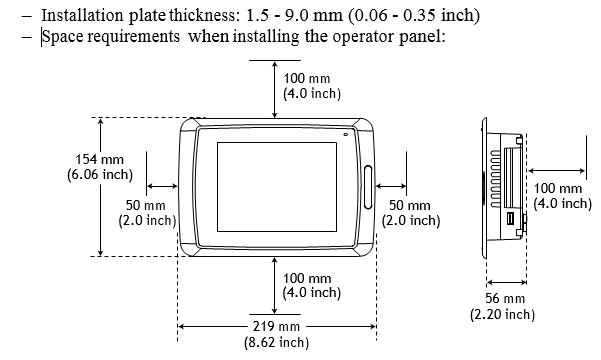 – Installation plate thickness: 1.5 - 9.0 mm (0.06 - 0.35 inch)
– Space requirements when installing the operator panel:
100 mm
(4.0 inch)
154 mm
(6.06 inch)
50 mm
(2.0 inch)
50 mm
(2.0 inch)
100 mm
(4.0 inch)
100 mm
(4.0 inch)
56 mm
(2.20 inch)
219 mm
(8.62 inch)